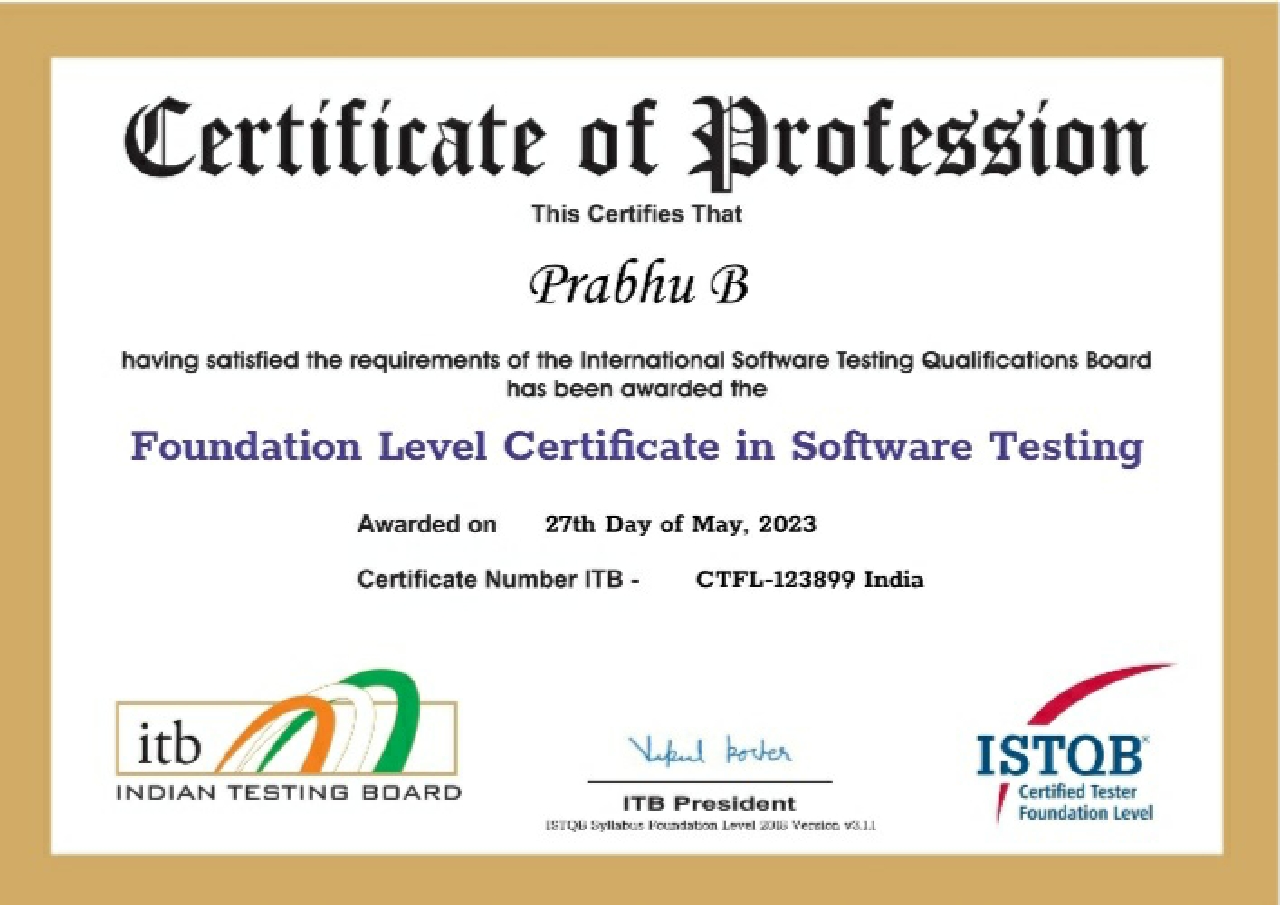 Certificate of Profession
This Certifies That
Prabhu B
having satisfied the requirements of the International Software Testing Qualifications Board
has been awarded the
Foundation Level Certificate in Software Testing
Awarded on 27th Day of May, 2023
Certificate Number ITB - CTFL-123899 India
itb
INDIAN TESTING BOARD
ITB President
ISTQB Syllabus Foundation Level 2018 Version v3.1.1
ISTQB
Certified Tester
Foundation Level